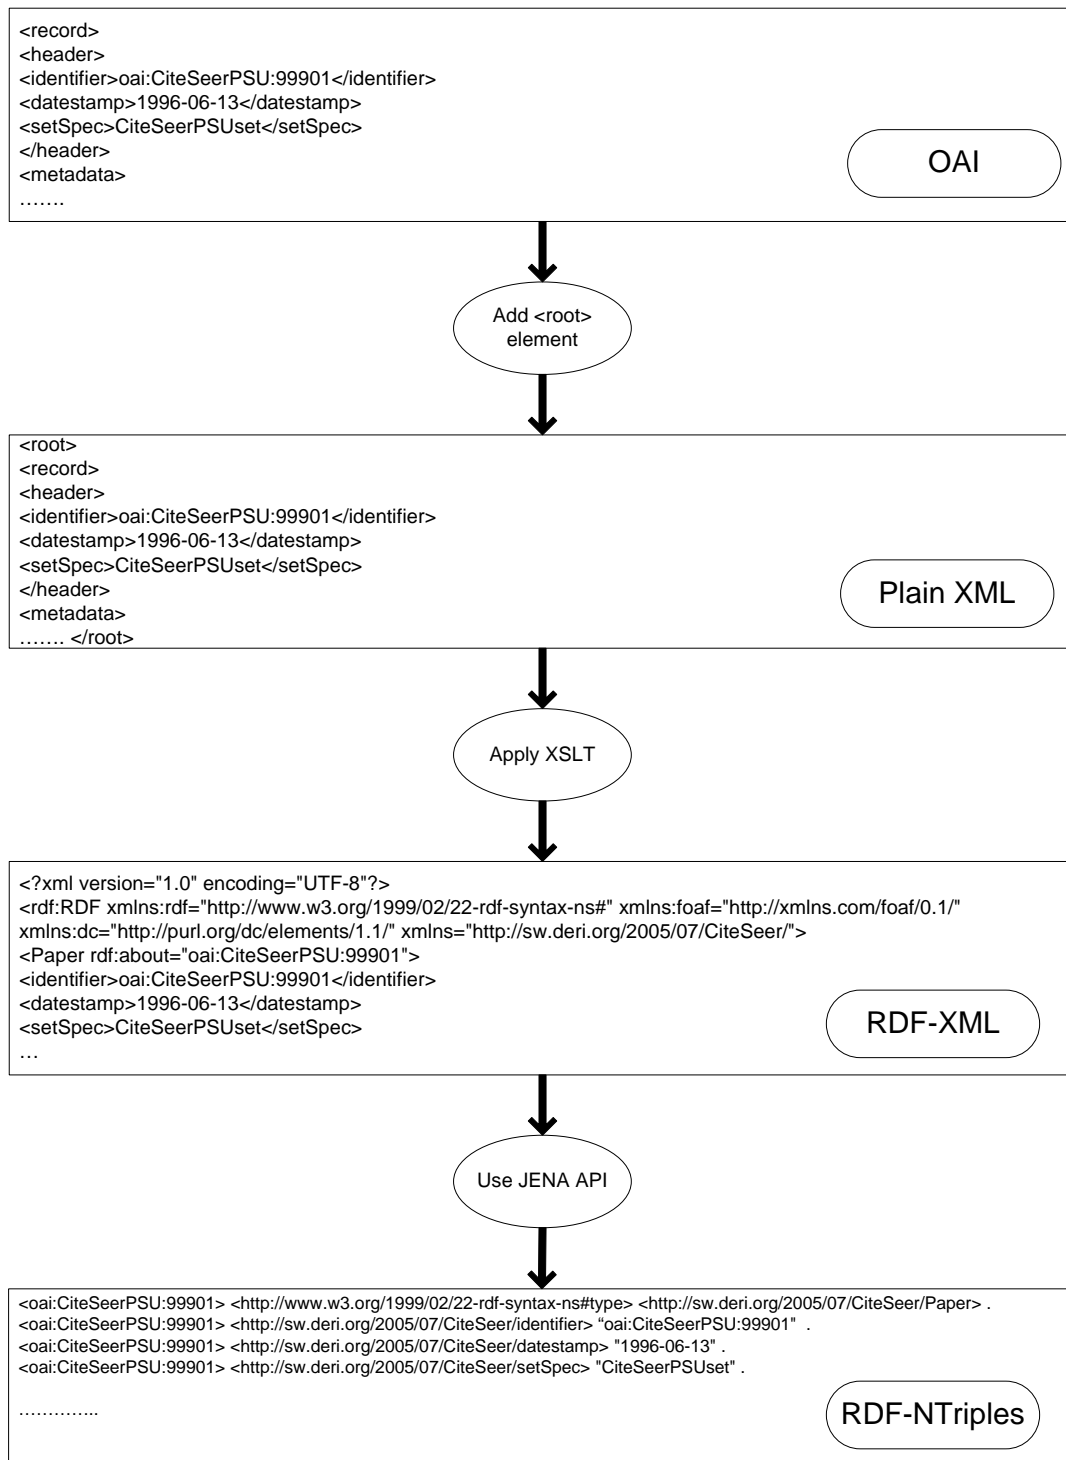 <record>
<header>
<identifier>oai:CiteSeerPSU:99901</identifier>
<datestamp>1996-06-13</datestamp>
<setSpec>CiteSeerPSUset</setSpec>
</header>
<metadata>
…….
OAI
Add <root>
element
<root>
<record>
<header>
<identifier>oai:CiteSeerPSU:99901</identifier>
<datestamp>1996-06-13</datestamp>
<setSpec>CiteSeerPSUset</setSpec>
</header>
<metadata>
……. </root>
Plain XML
Apply XSLT
<?xml version="1.0" encoding="UTF-8"?>
<rdf:RDF xmlns:rdf="http://www.w3.org/1999/02/22-rdf-syntax-ns#" xmlns:foaf="http://xmlns.com/foaf/0.1/"
xmlns:dc="http://purl.org/dc/elements/1.1/" xmlns="http://sw.deri.org/2005/07/CiteSeer/">
<Paper rdf:about="oai:CiteSeerPSU:99901">
<identifier>oai:CiteSeerPSU:99901</identifier>
<datestamp>1996-06-13</datestamp>
<setSpec>CiteSeerPSUset</setSpec>
…
RDF-XML
Use JENA API
<oai:CiteSeerPSU:99901> <http://www.w3.org/1999/02/22-rdf-syntax-ns#type> <http://sw.deri.org/2005/07/CiteSeer/Paper> .
<oai:CiteSeerPSU:99901> <http://sw.deri.org/2005/07/CiteSeer/identifier> “oai:CiteSeerPSU:99901" .
<oai:CiteSeerPSU:99901> <http://sw.deri.org/2005/07/CiteSeer/datestamp> "1996-06-13" .
<oai:CiteSeerPSU:99901> <http://sw.deri.org/2005/07/CiteSeer/setSpec> "CiteSeerPSUset" .
…………..
RDF-NTriples